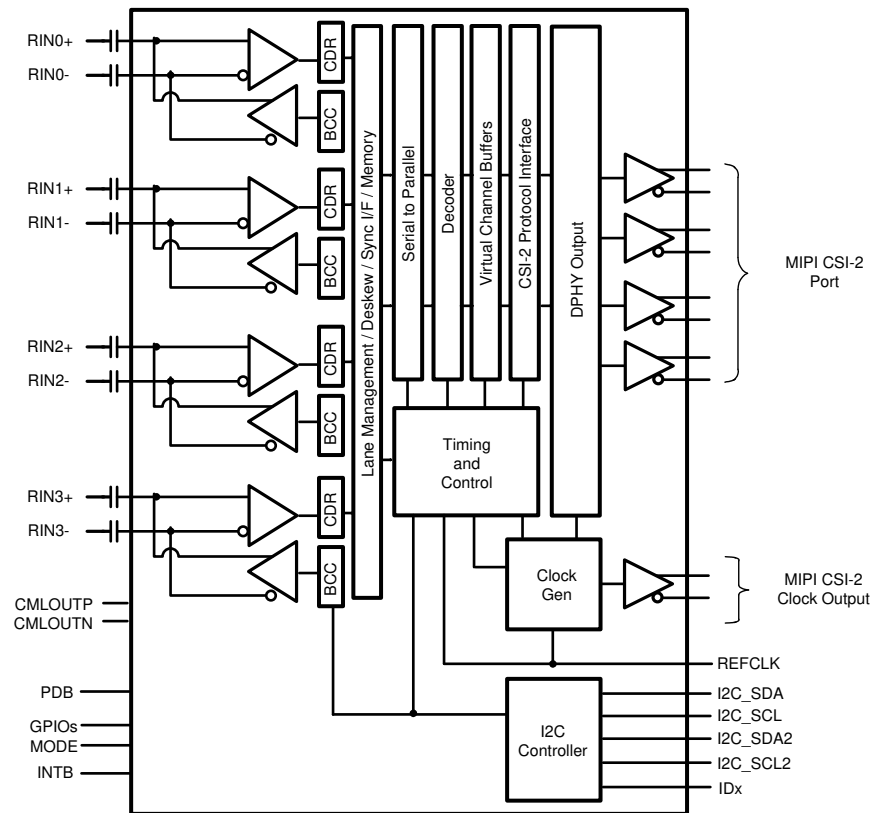 RIN0+
RIN0-
CDR
BCC
RIN1+
RIN1-
CDR
BCC
RIN2+
RIN2-
CDR
BCC
RIN3+
RIN3-
CDR
BCC
Lane Management / Deskew / Sync I/F / Memory
Serial to Parallel
Decoder
Virtual Channel Buffers
CSI-2 Protocol Interface
DPHY Output
MIPI CSI-2
Port
Timing
and
Control
Clock
Gen
MIPI CSI-2
Clock Output
CMLOUTP
CMLOUTN
REFCLK
PDB
GPIOs
MODE
INTB
I2C
Controller
I2C_SDA
I2C_SCL
I2C_SDA2
I2C_SCL2
IDx